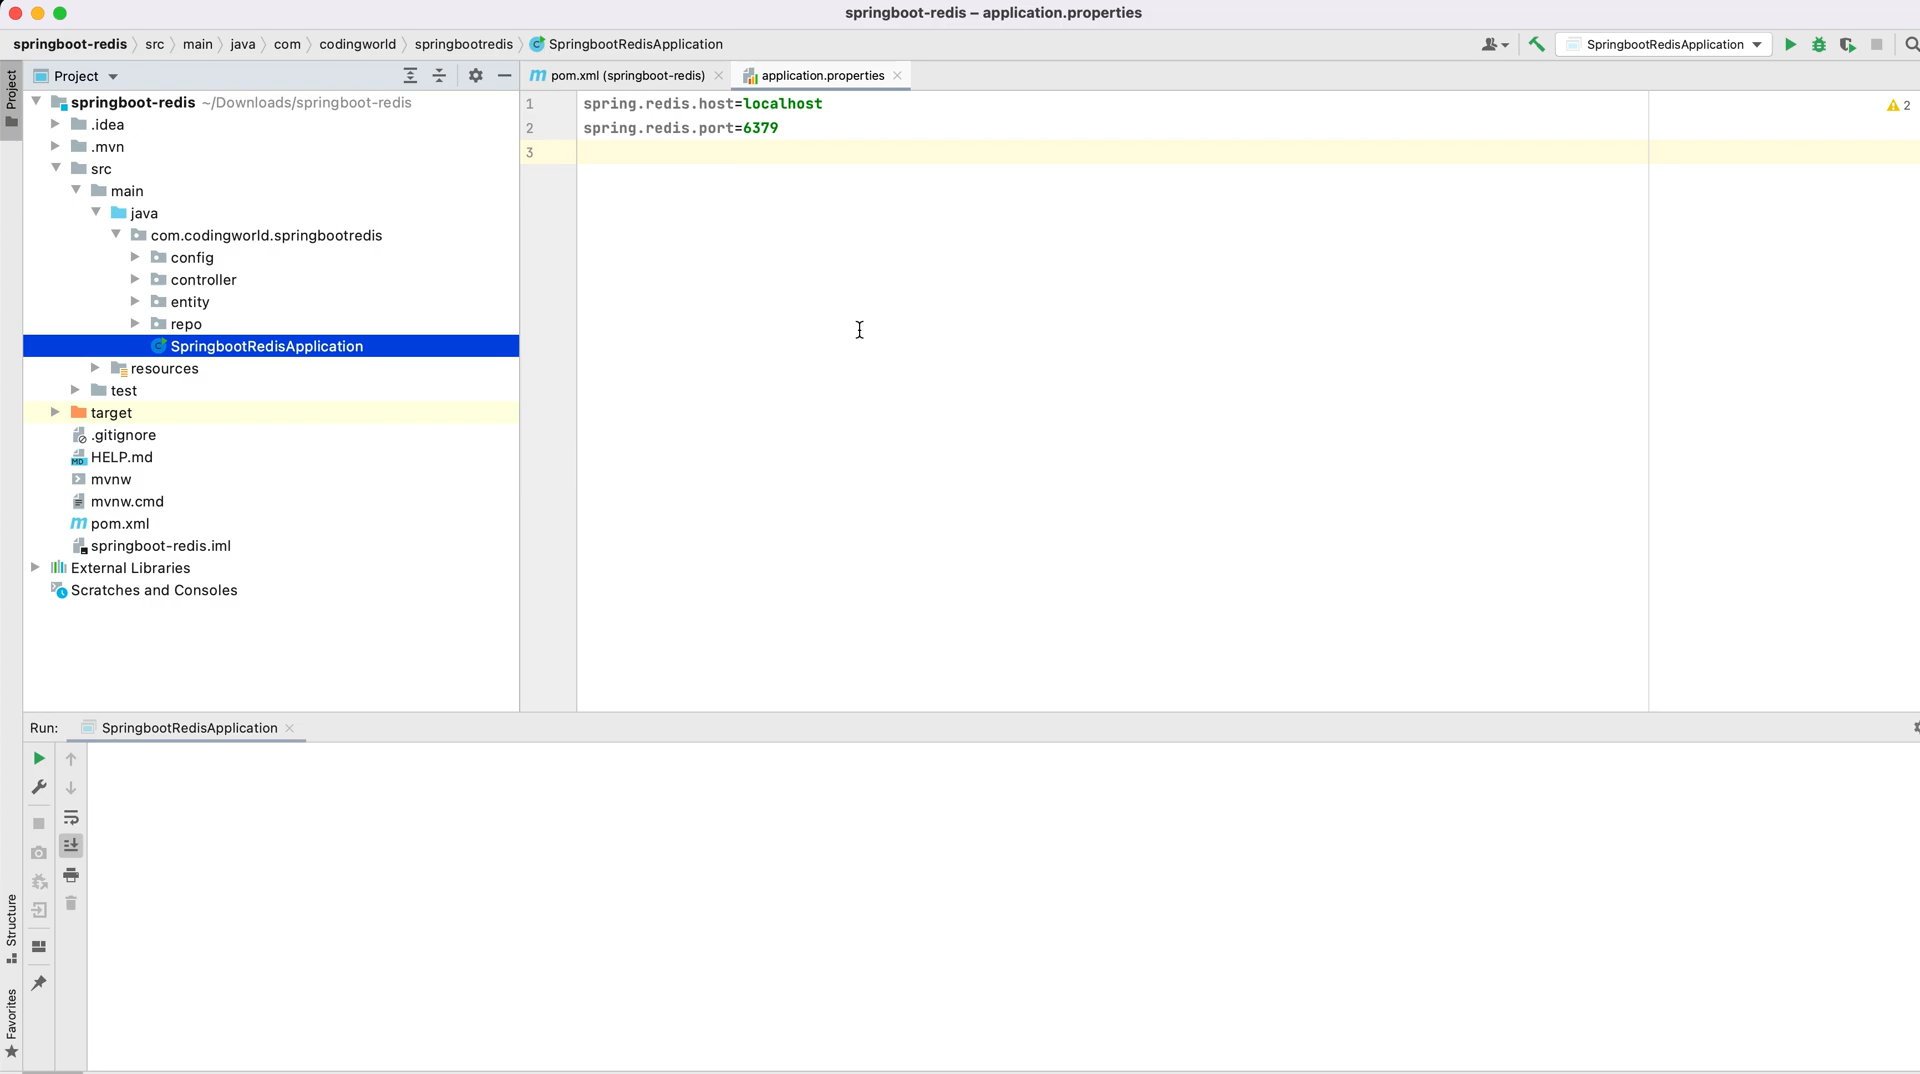 springboot-redis – application.properties
springboot-redis src main java com codingworld springbootredis SpringbootRedisApplication
SpringbootRedisApplication
Project
Project
pom.xml (springboot-redis)
application.properties
springboot-redis ~/Downloads/springboot-redis
.idea
.mvn
src
main
java
com.codingworld.springbootredis
config
controller
entity
repo
SpringbootRedisApplication
resources
test
target
.gitignore
HELP.md
mvnw
mvnw.cmd
pom.xml
springboot-redis.iml
External Libraries
Scratches and Consoles
1 spring.redis.host=localhost
2 spring.redis.port=6379
3
2
Run: SpringbootRedisApplication
Structure
Favorites